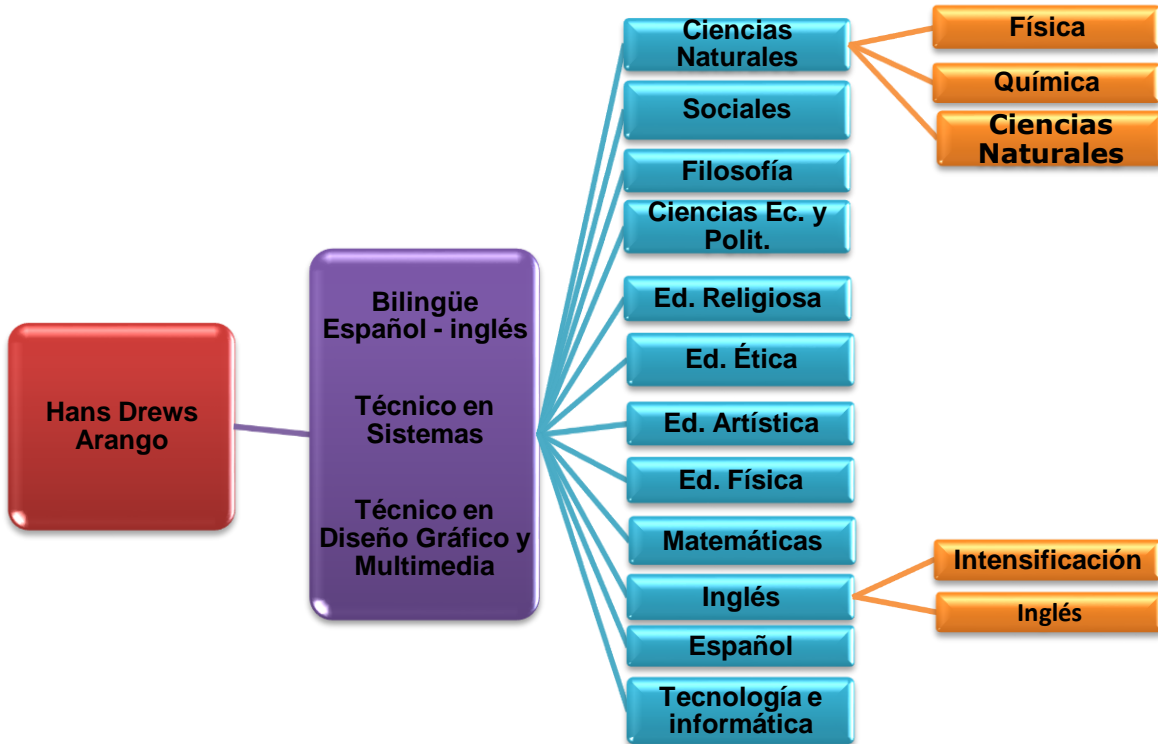 Hans Drews
Arango
Bilingüe
Español - inglés
Técnico en
Sistemas
Técnico en
Diseño Gráfico y
Multimedia
Ciencias
Naturales
Sociales
Filosofía
Ciencias Ec. y
Polit.
Ed. Religiosa
Ed. Ética
Ed. Artística
Ed. Física
Matemáticas
Inglés
Español
Tecnología e
informática
Física
Química
Ciencias
Naturales
Intensificación
Inglés